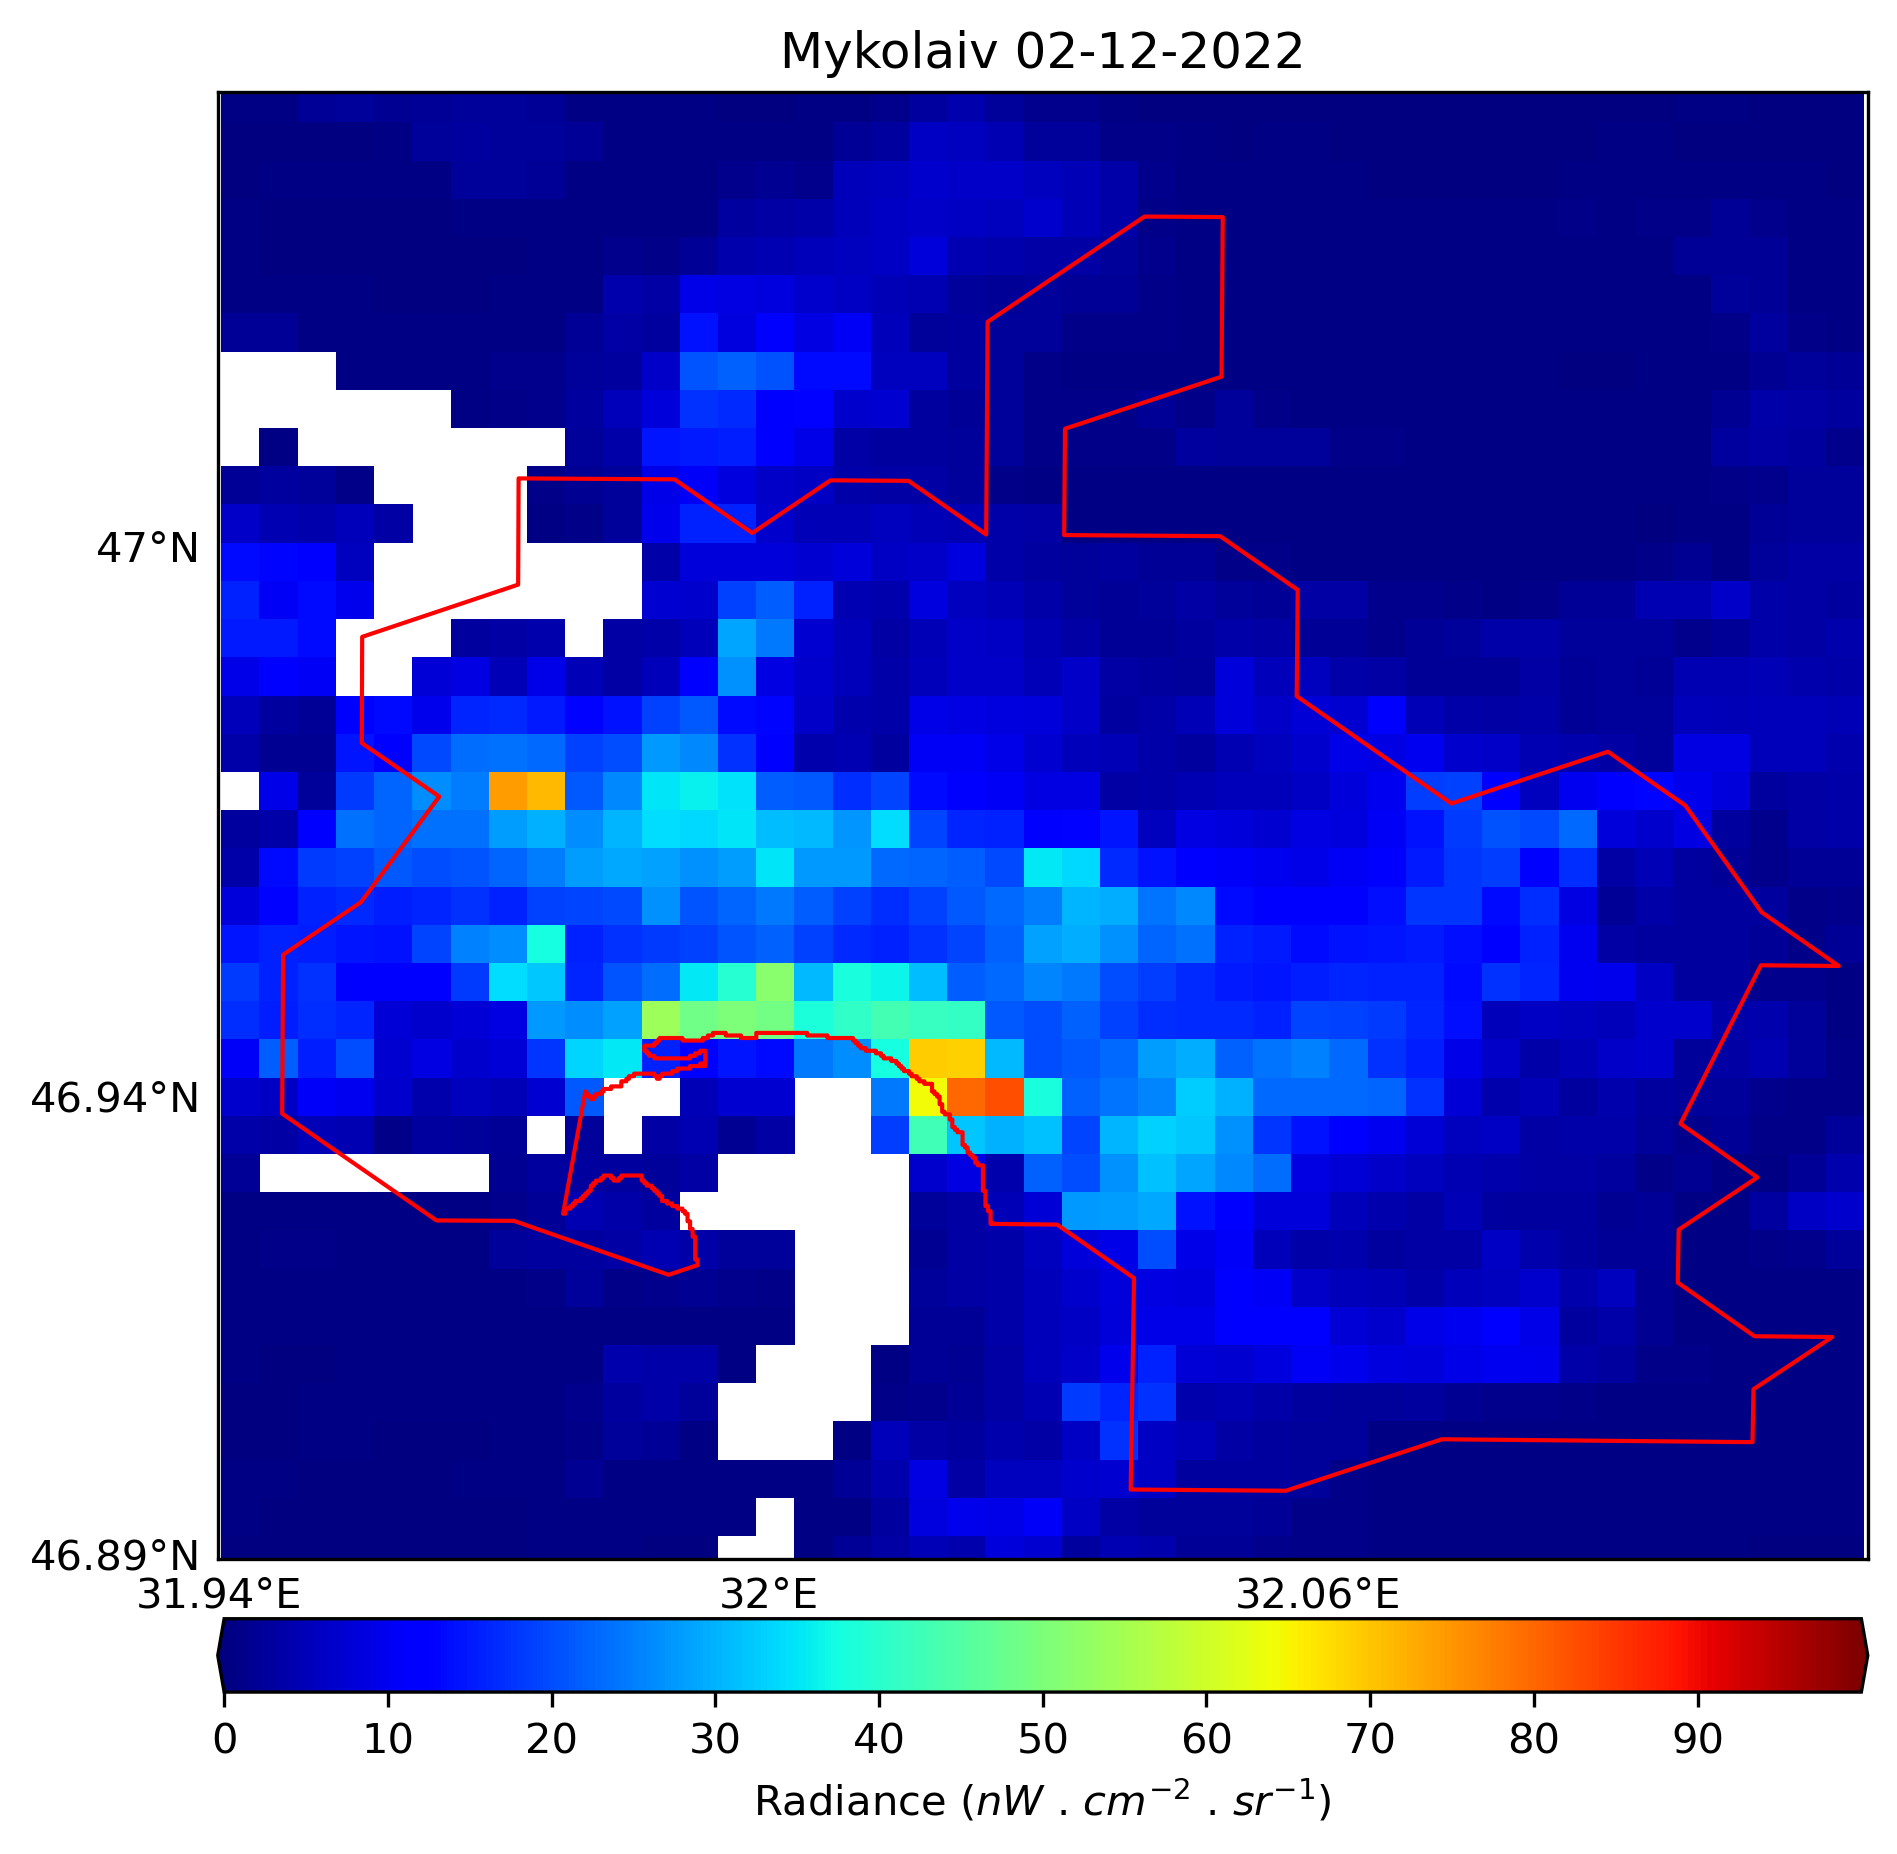 Mykolaiv 02-12-2022
47°N
46.94°N
46.89°N
31.94°E 32°E 32.06°E
0 10 20 30 40 50 60 70 80 90
Radiance (nW . cm⁻² . sr⁻¹)